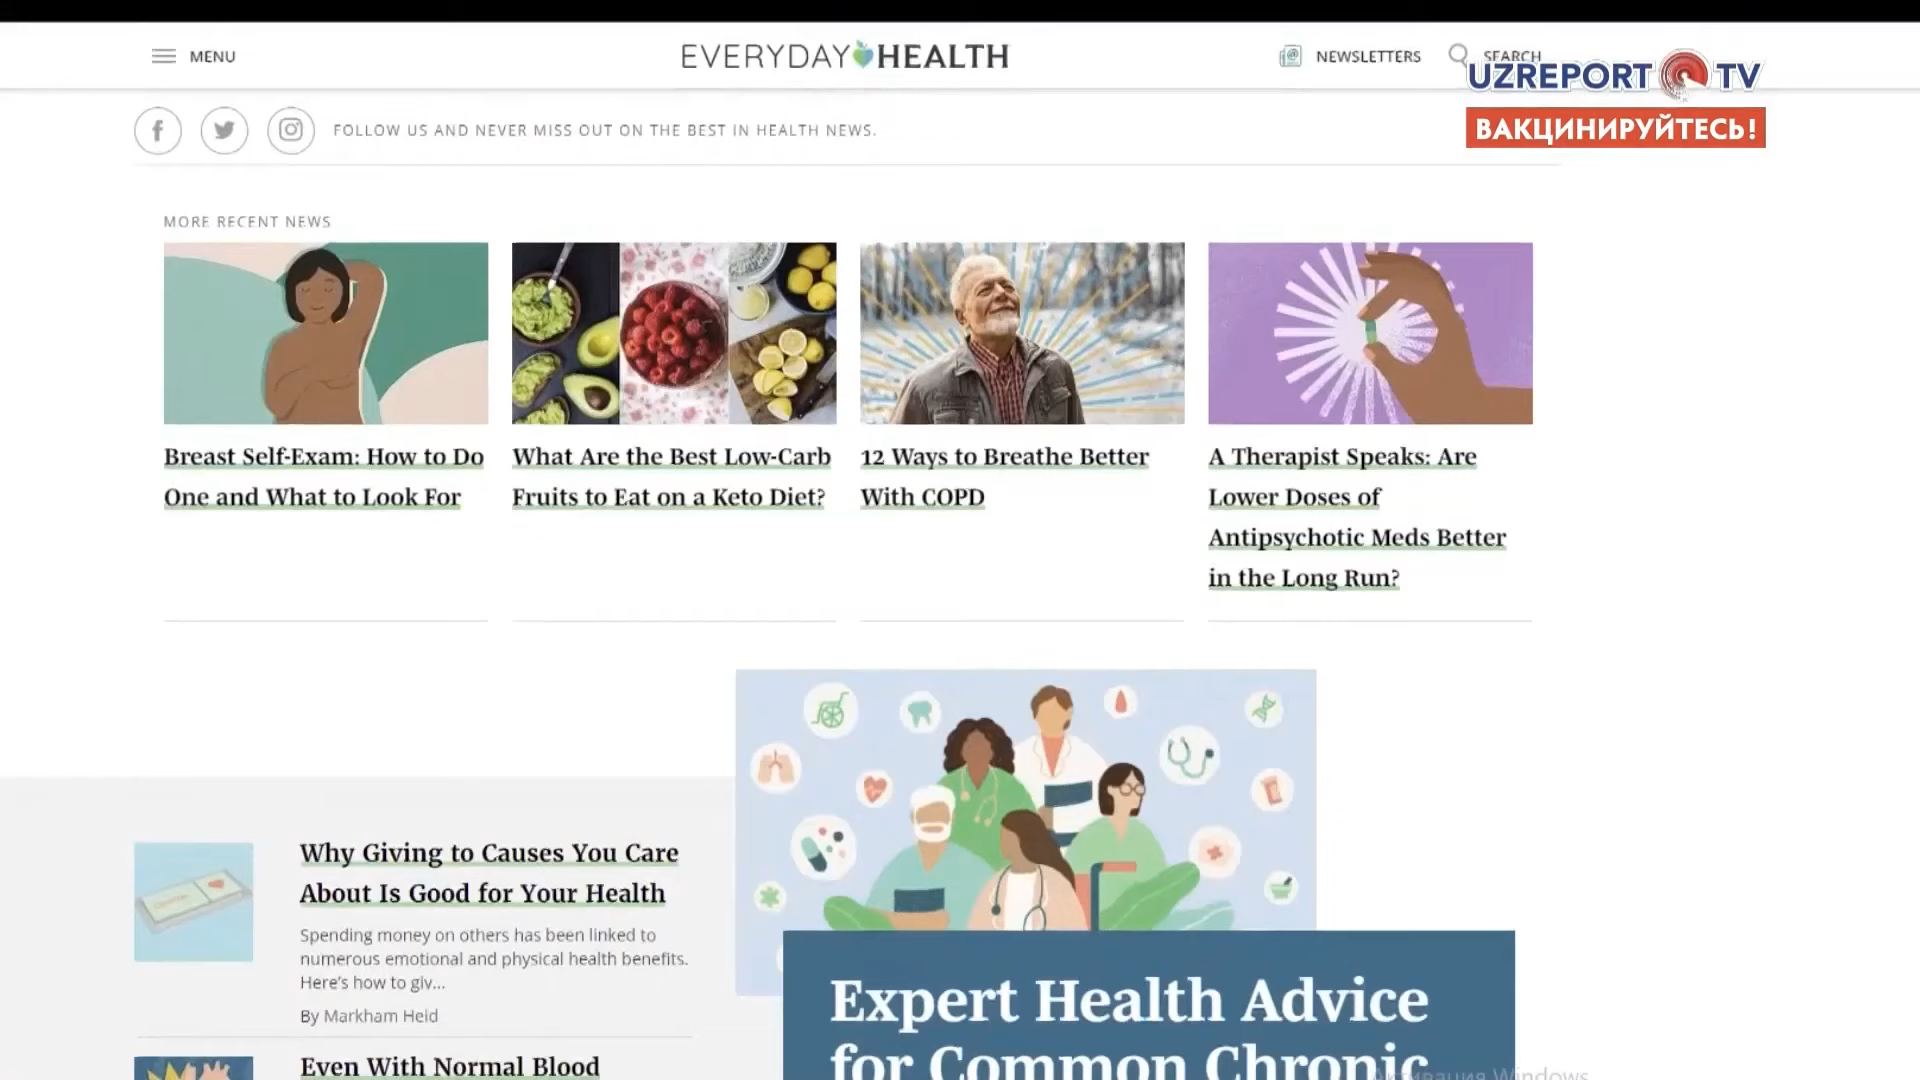 MENU
EVERYDAY HEALTH
NEWSLETTERS
SEARCH
UZREPORT TV
ВАКЦИНИРУЙТЕСЬ!
FOLLOW US AND NEVER MISS OUT ON THE BEST IN HEALTH NEWS.
MORE RECENT NEWS
Breast Self-Exam: How to Do
One and What to Look For
What Are the Best Low-Carb
Fruits to Eat on a Keto Diet?
12 Ways to Breathe Better
With COPD
A Therapist Speaks: Are
Lower Doses of
Antipsychotic Meds Better
in the Long Run?
Why Giving to Causes You Care
About Is Good for Your Health
Spending money on others has been linked to
numerous emotional and physical health benefits.
Here's how to giv...
By Markham Heid
Even With Normal Blood
Expert Health Advice
for Common Chronic
Активация Windows